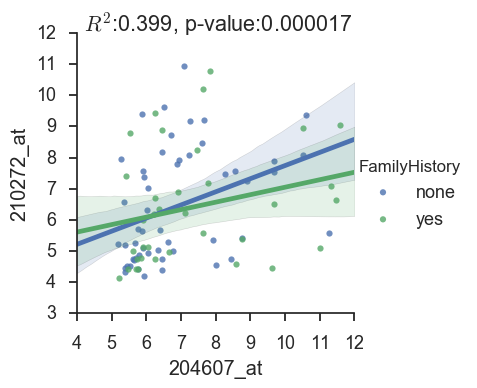 R²:0.399, p-value:0.000017
12
11
10
9
8
7
6
5
4
3
210272_at
4 5 6 7 8 9 10 11 12
204607_at
FamilyHistory
none
yes